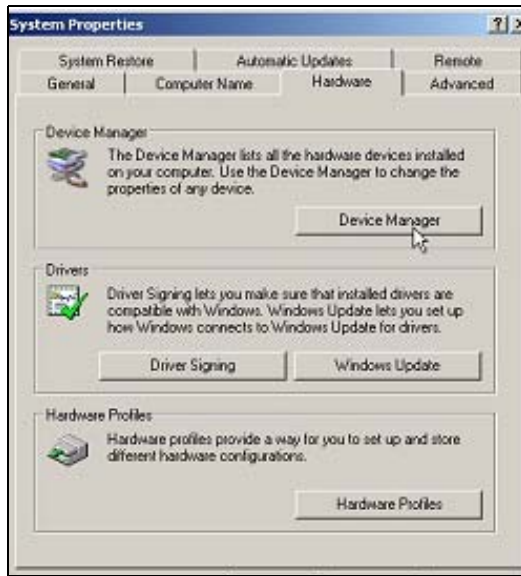 System Properties
System Restore Automatic Updates Remote
General Computer Name Hardware Advanced
Device Manager
The Device Manager lists all the hardware devices installed
on your computer. Use the Device Manager to change the
properties of any device.
Device Manager
Drivers
Driver Signing lets you make sure that installed drivers are
compatible with Windows. Windows Update lets you set up
how Windows connects to Windows Update for drivers.
Driver Signing Windows Update
Hardware Profiles
Hardware profiles provide a way for you to set up and store
different hardware configurations.
Hardware Profiles